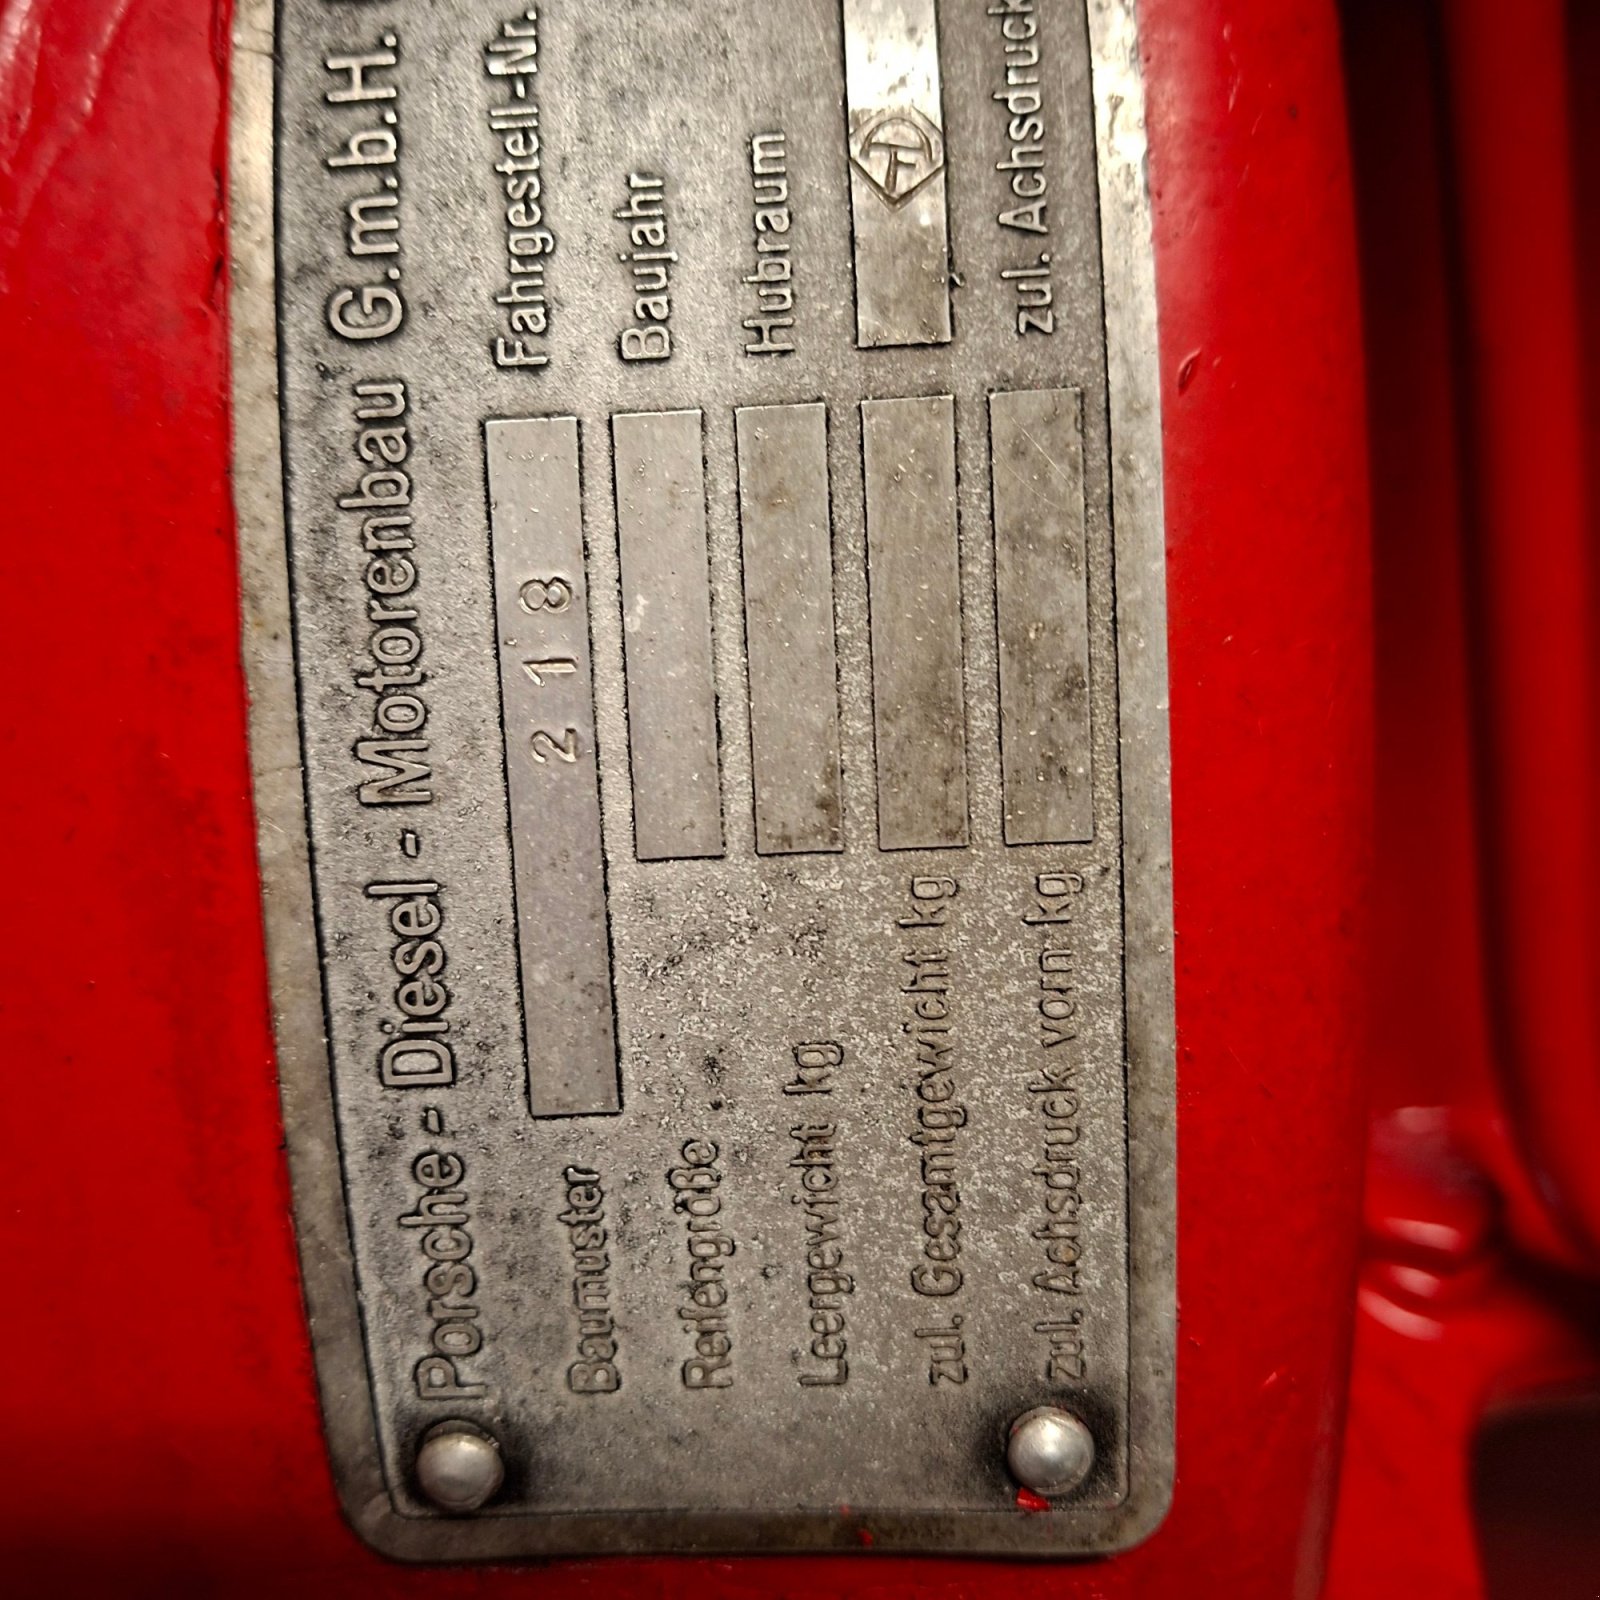 Porsche - Diesel - Motorenbau G.m.b.H.
Baumuster 218 Fahrgestell-Nr.
Reifengröße Baujahr
Leergewicht kg Hubraum
zul. Gesamtgewicht kg
zul. Achsdruck vorn kg zul. Achsdruck